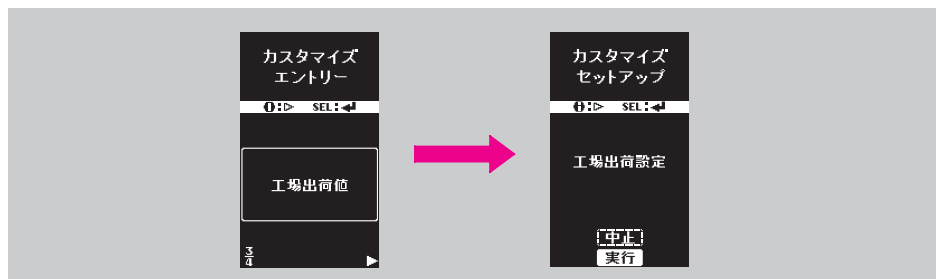 カスタマイズ
エントリー
ⓘ:▷ SEL:↵
工場出荷値
3/4 ▶
カスタマイズ
セットアップ
ⓘ:▷ SEL:↵
工場出荷設定
中止
実行